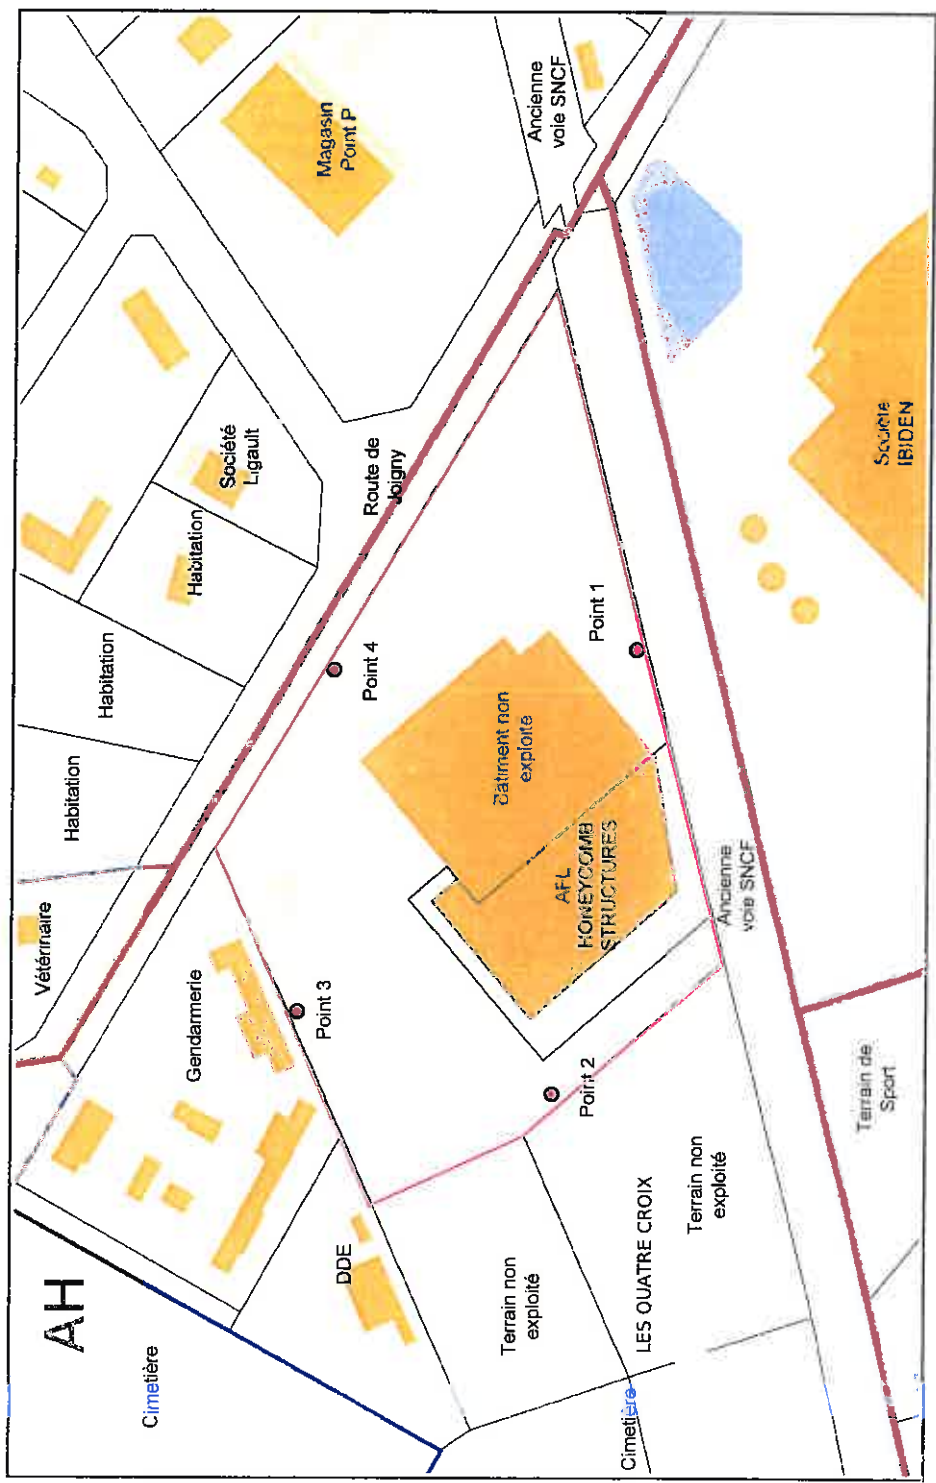 AH
Cimetière
Vétérinaire
Habitation
Habitation
Habitation
Société
Ligault
Magasin
Point P
Gendarmerie
DDE
Point 3
Point 4
Route de
Joigny
Ancienne
voie SNCF
Terrain non
exploité
Point 2
Batiment non
exploité
AFL
HONEYCOMB
STRUCTURES
Point 1
Cimetière
LES QUATRE CROIX
Terrain non
exploité
Ancienne
voie SNCF
Terrain de
Sport
Société
IBIDEN